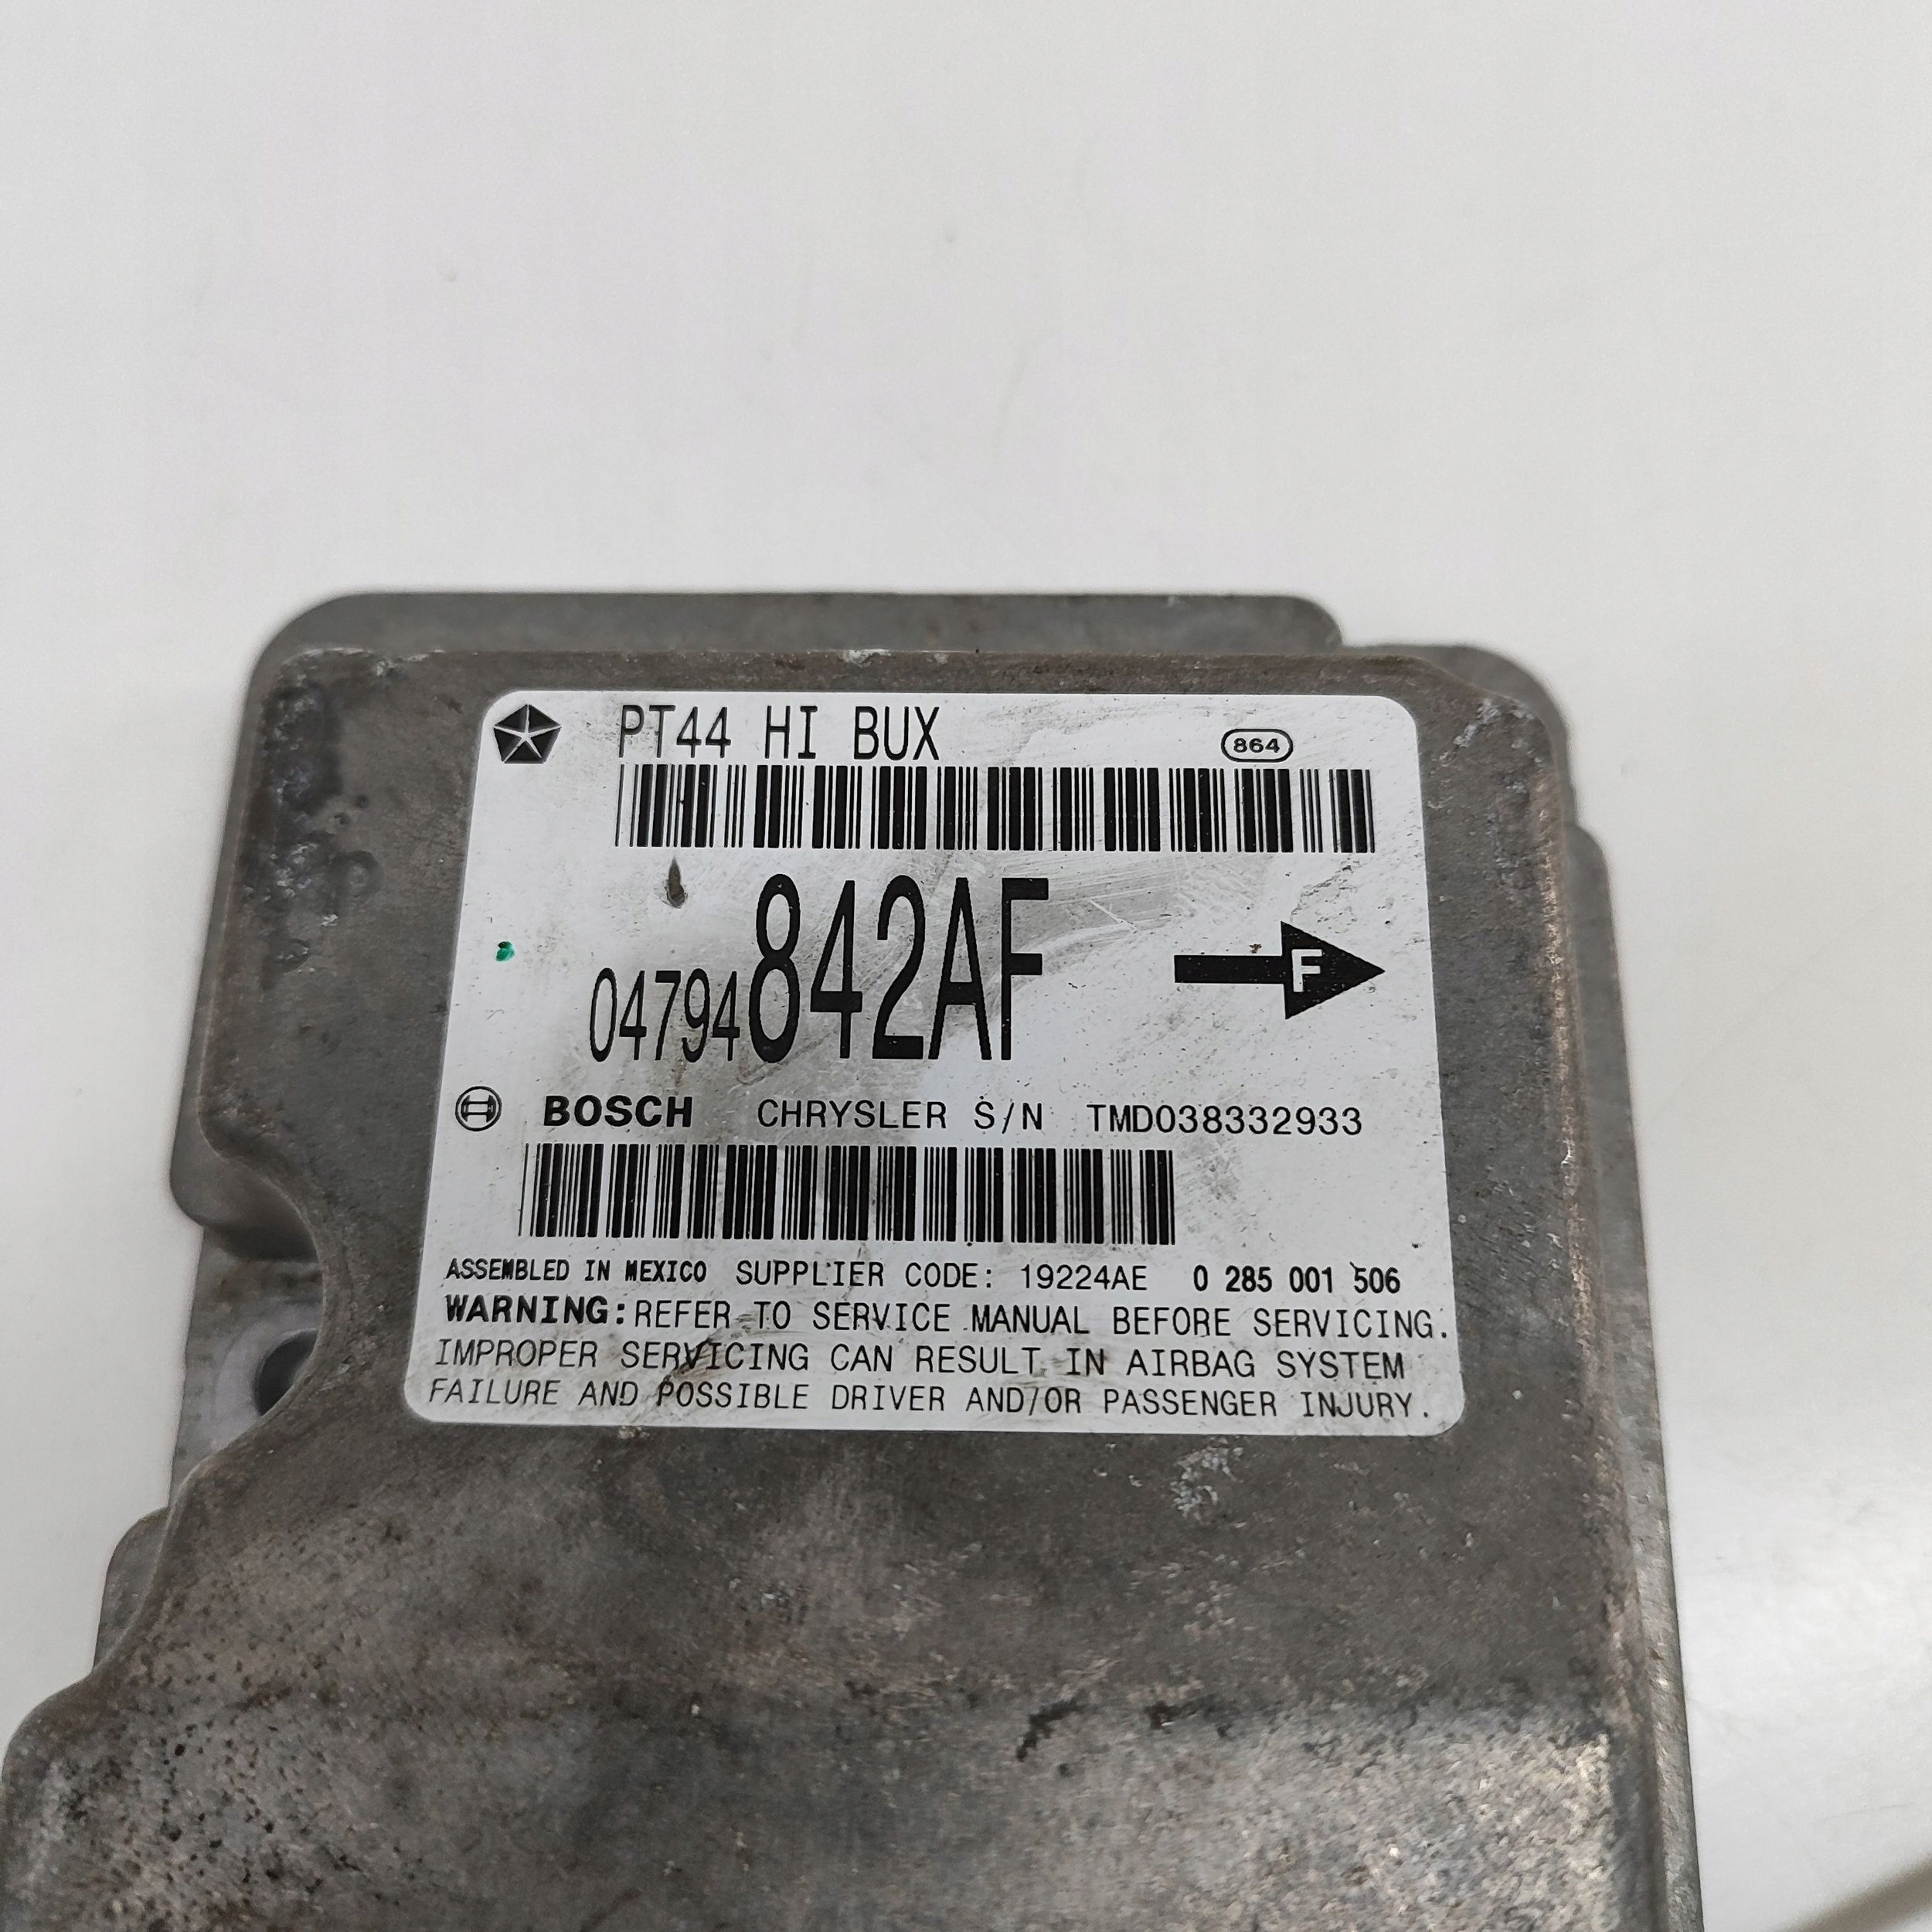 PT44 HI BUX 864
04794842AF F
BOSCH CHRYSLER S/N TMD038332933
ASSEMBLED IN MEXICO SUPPLIER CODE: 19224AE 0 285 001 506
WARNING: REFER TO SERVICE MANUAL BEFORE SERVICING.
IMPROPER SERVICING CAN RESULT IN AIRBAG SYSTEM
FAILURE AND POSSIBLE DRIVER AND/OR PASSENGER INJURY.